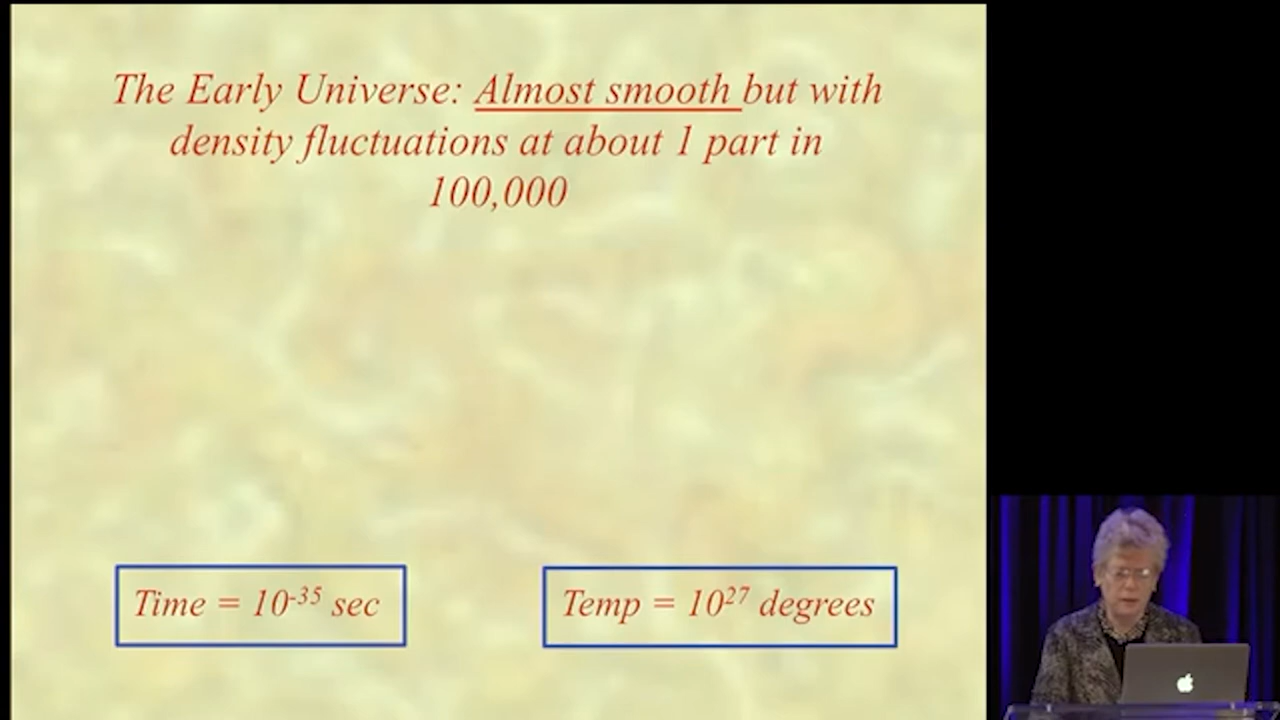 The Early Universe: Almost smooth but with
density fluctuations at about 1 part in
100,000
Time = 10⁻³⁵ sec
Temp = 10²⁷ degrees